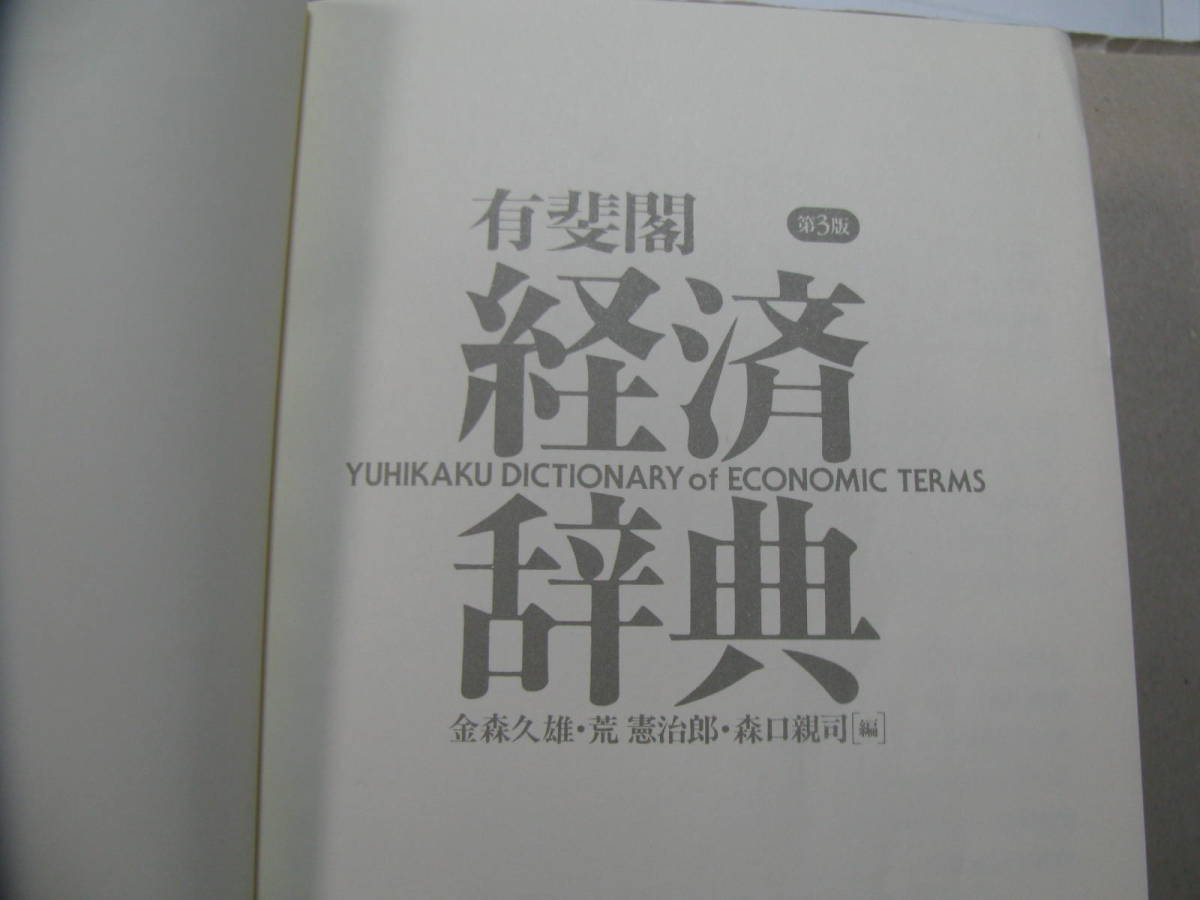 有斐閣 第3版
経済
YUHIKAKU DICTIONARY of ECONOMIC TERMS
辞典
金森久雄・荒 憲治郎・森口親司[編]